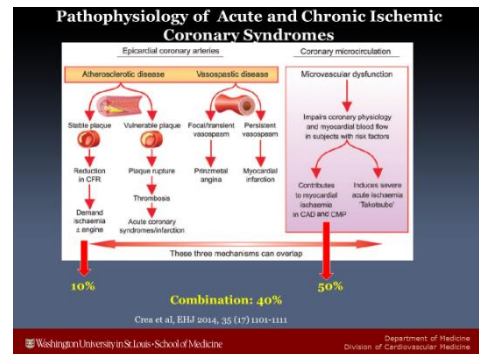 Pathophysiology of Acute and Chronic Ischemic
Coronary Syndromes
Epicardial coronary arteries
Coronary microcirculation
Atherosclerotic disease
Vasospastic disease
Microvascular dysfunction
Stable plaque
Vulnerable plaque
Focal/transient
vasospasm
Persistent
vasospasm
Impairs coronary physiology
and myocardial blood flow
in subjects with risk factors
Reduction
in CFR
Plaque rupture
Prinzmetal
angina
Myocardial
infarction
Thrombosis
Demand
ischaemia
± angina
Acute coronary
syndromes/infarction
Contributes
to myocardial
ischaemia
in CAD and CMP
Induces severe
acute ischaemia
'Takotsubo'
These three mechanisms can overlap
10%
50%
Combination: 40%
Crea et al, EHJ 2014, 35 (17) 1101-1111
Washington University in St. Louis • School of Medicine
Department of Medicine
Division of Cardiovascular Medicine